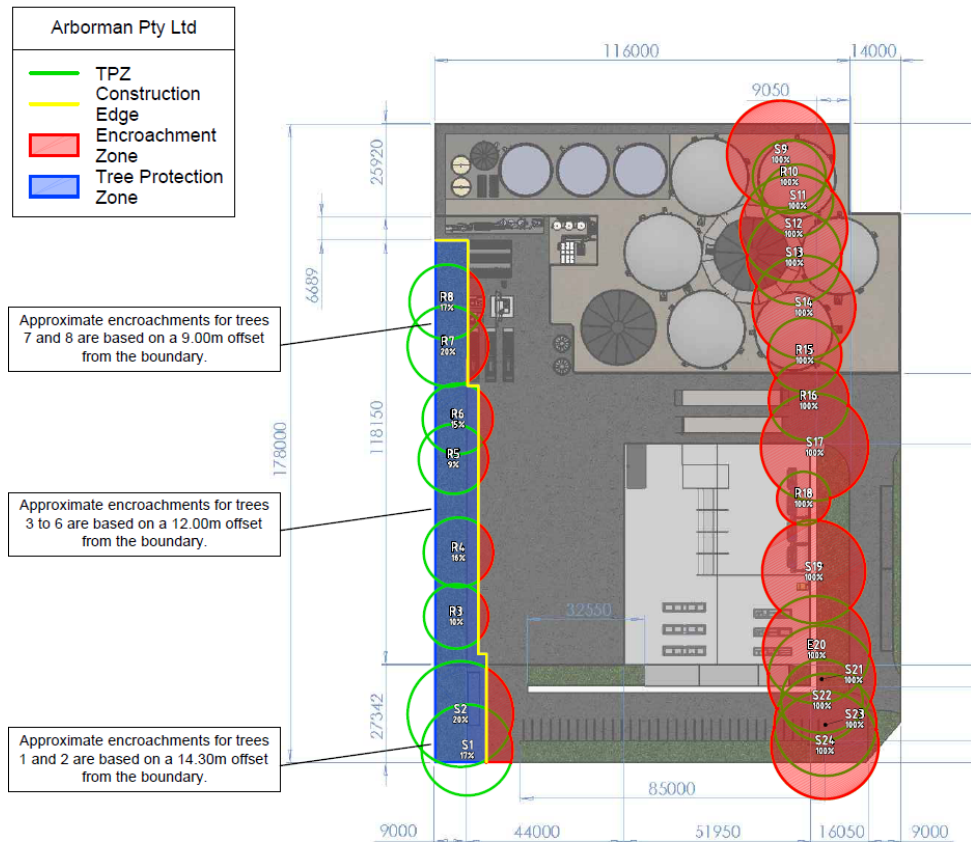 Arborman Pty Ltd
TPZ
Construction
Edge
Encroachment
Zone
Tree Protection
Zone
116000
14000
9050
25920
6689
178000
118150
27342
Approximate encroachments for trees
7 and 8 are based on a 9.00m offset
from the boundary.
Approximate encroachments for trees
3 to 6 are based on a 12.00m offset
from the boundary.
Approximate encroachments for trees
1 and 2 are based on a 14.30m offset
from the boundary.
R8
17%
R7
20%
R6
15%
R5
9%
R4
16%
R3
10%
S2
20%
S1
17%
S9
100%
R10
100%
S11
100%
S12
100%
S13
100%
S14
100%
R15
100%
R16
100%
S17
100%
R18
100%
S19
100%
E20
100%
S21
100%
S22
100%
S23
100%
S24
100%
32550
85000
9000
44000
51950
16050
9000